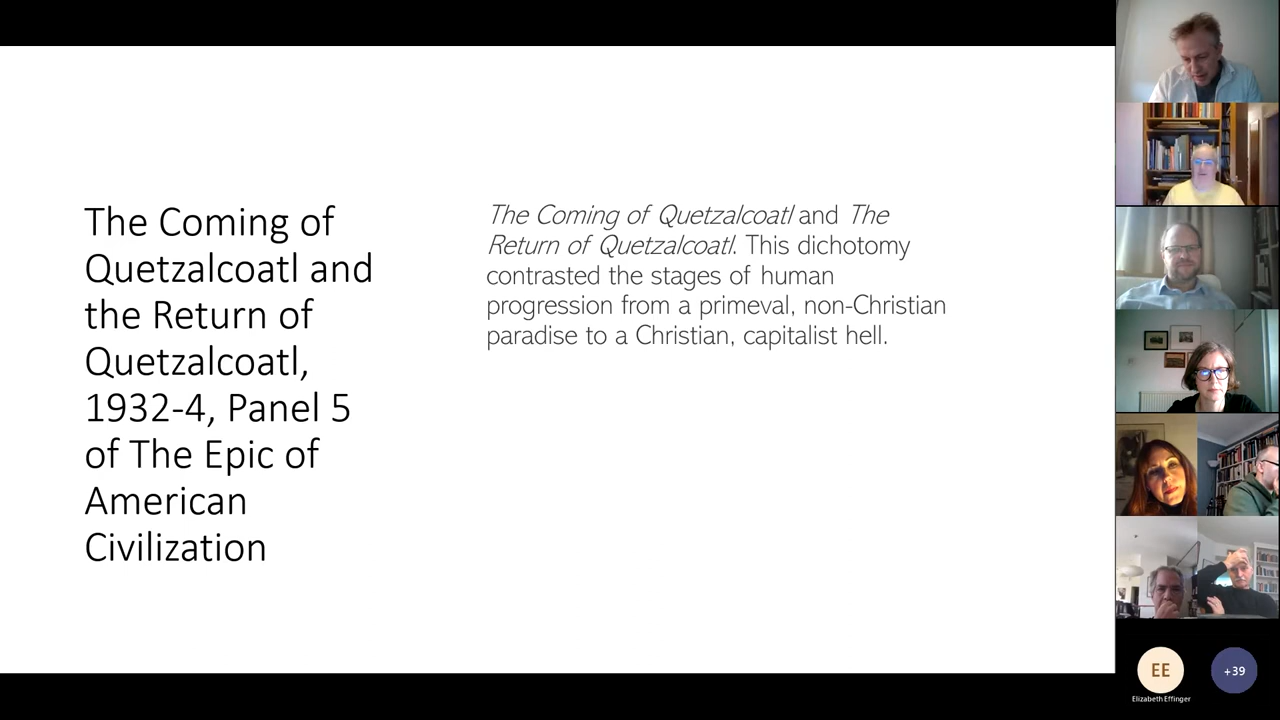 The Coming of
Quetzalcoatl and
the Return of
Quetzalcoatl,
1932-4, Panel 5
of The Epic of
American
Civilization
The Coming of Quetzalcoatl and The
Return of Quetzalcoatl. This dichotomy
contrasted the stages of human
progression from a primeval, non-Christian
paradise to a Christian, capitalist hell.
EE
+39
Elizabeth Effinger